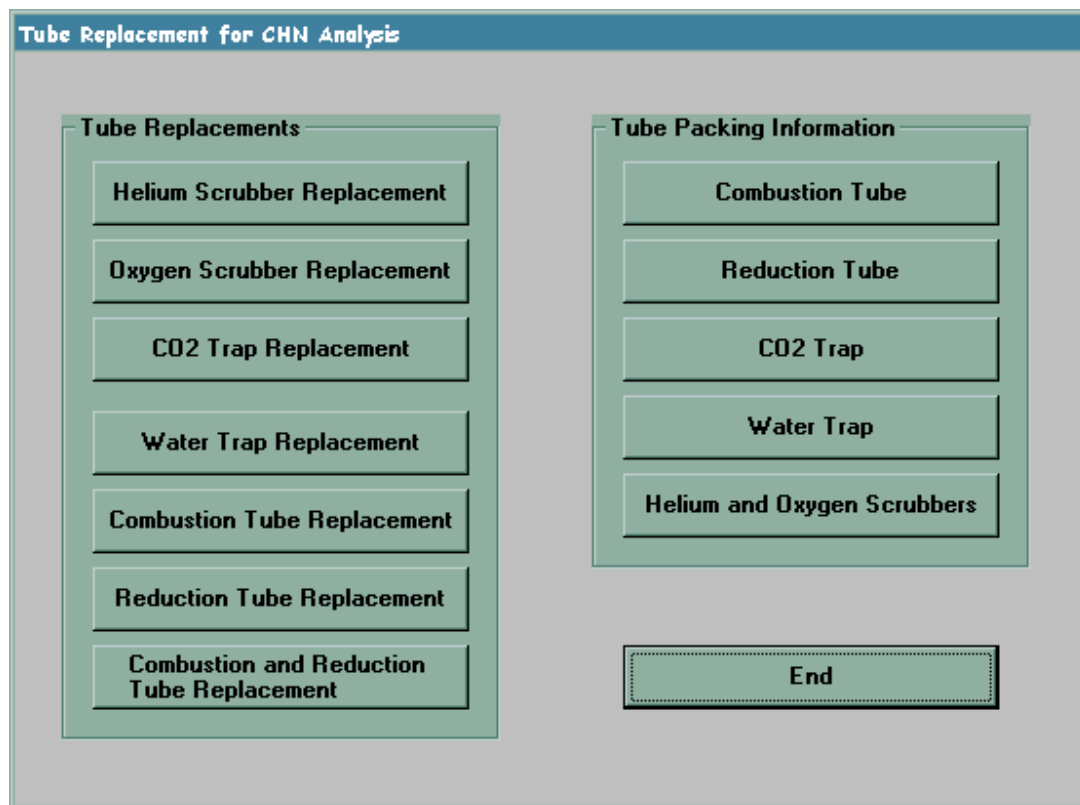 Tube Replacement for CHN Analysis
Tube Replacements
Helium Scrubber Replacement
Oxygen Scrubber Replacement
CO2 Trap Replacement
Water Trap Replacement
Combustion Tube Replacement
Reduction Tube Replacement
Combustion and Reduction
Tube Replacement
Tube Packing Information
Combustion Tube
Reduction Tube
CO2 Trap
Water Trap
Helium and Oxygen Scrubbers
End